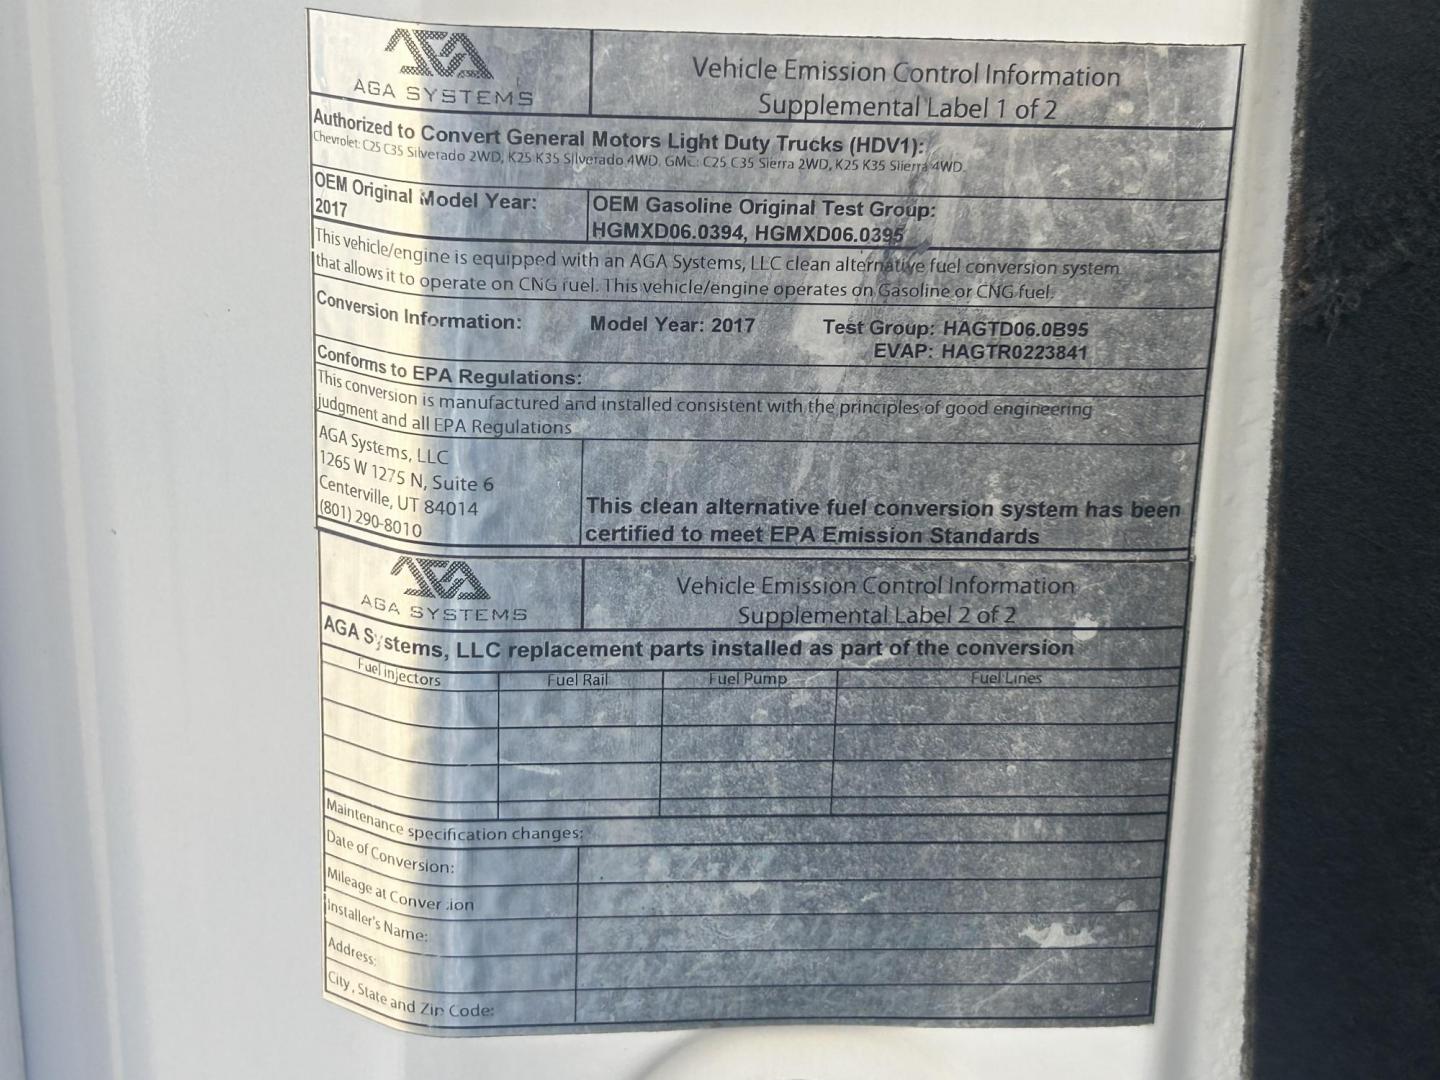 AGA SYSTEMS
Vehicle Emission Control Information
Supplemental Label 1 of 2
Authorized to Convert General Motors Light Duty Trucks (HDV1):
Chevrolet: C25 C35 Silverado 2WD, K25 K35 Silverado 4WD. GMC: C25 C35 Sierra 2WD, K25 K35 Siierra 4WD.
OEM Original Model Year:
2017
OEM Gasoline Original Test Group:
HGMXD06.0394, HGMXD06.0395
This vehicle/engine is equipped with an AGA Systems, LLC clean alternative fuel conversion system
that allows it to operate on CNG fuel. This vehicle/engine operates on Gasoline or CNG fuel.
Conversion Information: Model Year: 2017 Test Group: HAGTD06.0B95
EVAP: HAGTR0223841
Conforms to EPA Regulations:
This conversion is manufactured and installed consistent with the principles of good engineering
judgment and all EPA Regulations
AGA Systems, LLC
1265 W 1275 N, Suite 6
Centerville, UT 84014
(801) 290-8010
This clean alternative fuel conversion system has been
certified to meet EPA Emission Standards
AGA SYSTEMS
Vehicle Emission Control Information
Supplemental Label 2 of 2
AGA Systems, LLC replacement parts installed as part of the conversion
Fuel injectors Fuel Rail Fuel Pump Fuel Lines
Maintenance specification changes:
Date of Conversion:
Mileage at Conversion
Installer's Name:
Address:
City, State and Zip Code: